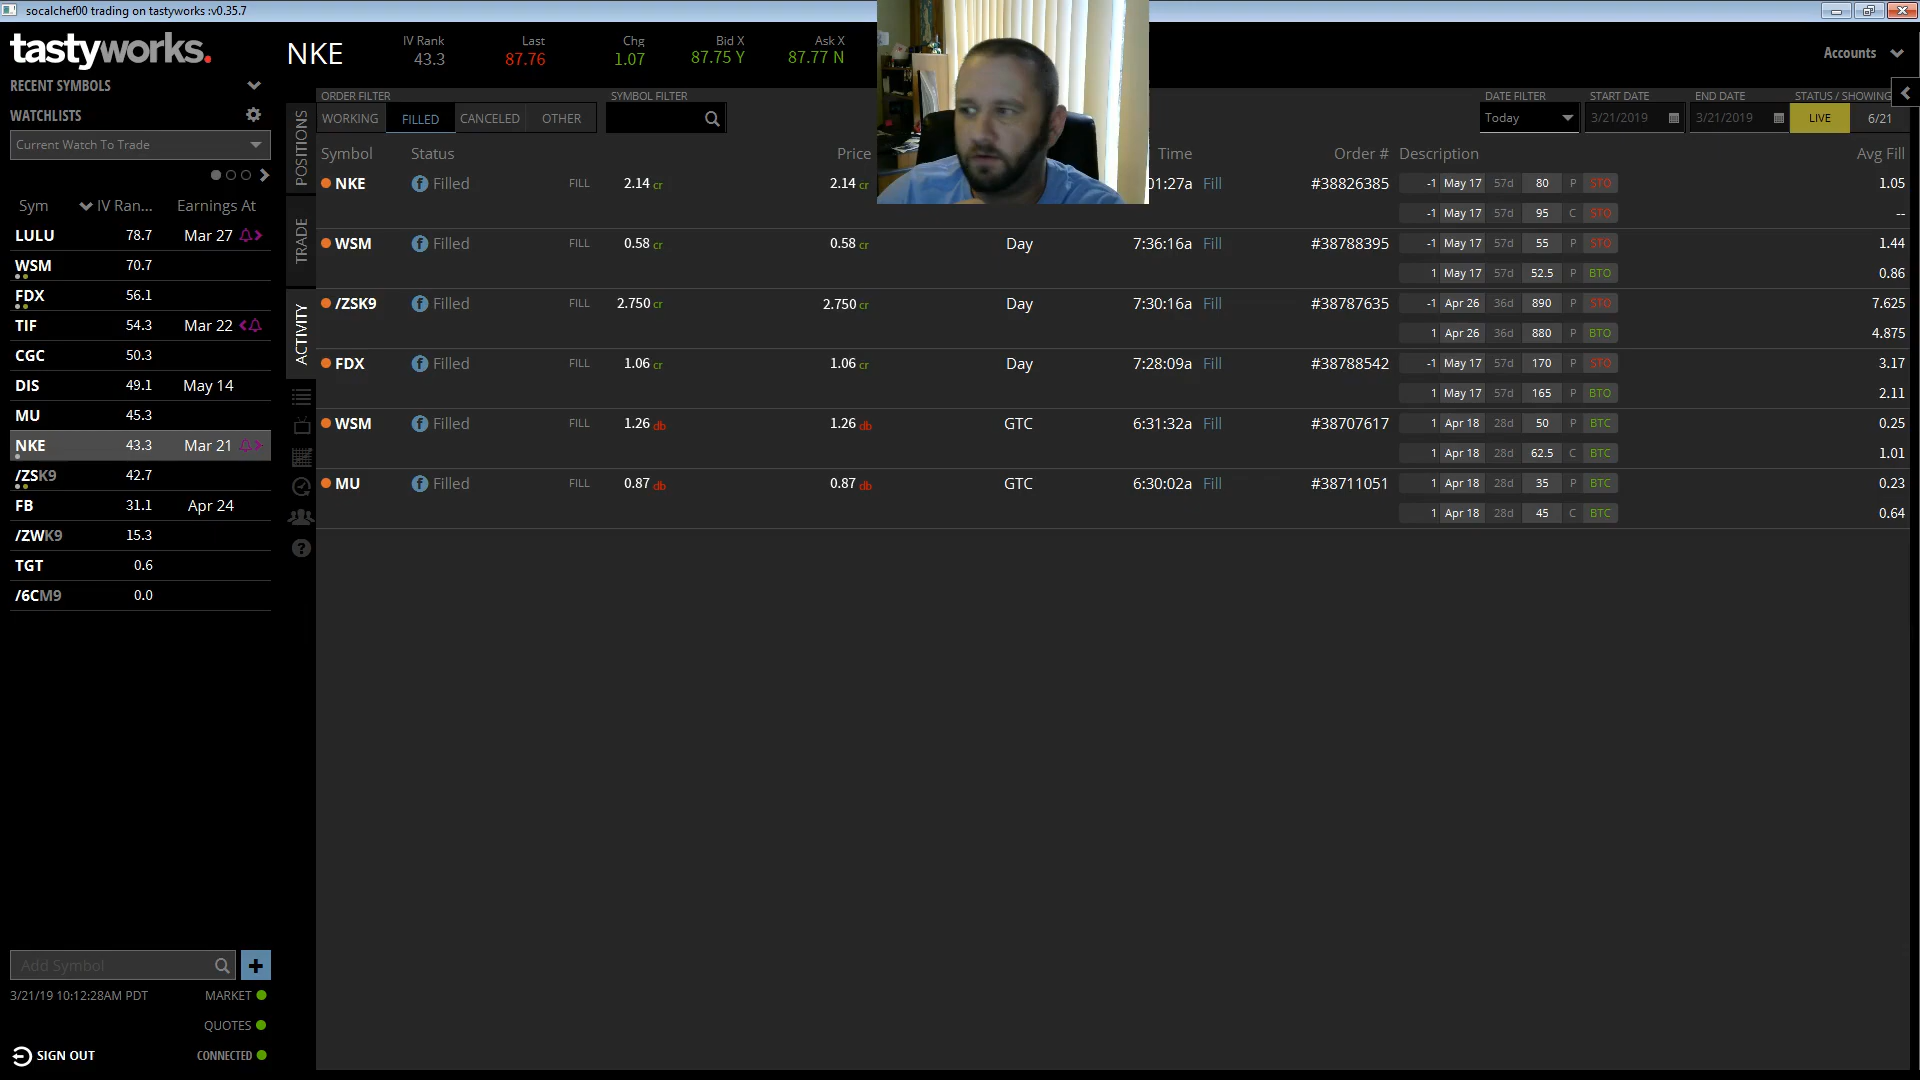 socalchef00 trading on tastyworks :v0.35.7
tastyworks.
RECENT SYMBOLS
WATCHLISTS
Current Watch To Trade
Sym IV Ran... Earnings At
LULU 78.7 Mar 27
WSM 70.7
FDX 56.1
TIF 54.3 Mar 22
CGC 50.3
DIS 49.1 May 14
MU 45.3
NKE 43.3 Mar 21
/ZSK9 42.7
FB 31.1 Apr 24
/ZWK9 15.3
TGT 0.6
/6CM9 0.0
Add Symbol
3/21/19 10:12:28AM PDT MARKET
QUOTES
SIGN OUT CONNECTED
NKE
IV Rank Last Chg Bid X Ask X
43.3 87.76 1.07 87.75 Y 87.77 N
Accounts
POSITIONS
TRADE
ACTIVITY
ORDER FILTER SYMBOL FILTER DATE FILTER START DATE END DATE STATUS / SHOWING
WORKING FILLED CANCELED OTHER Today 3/21/2019 3/21/2019 LIVE 6/21
Symbol Status Price Time Order # Description Avg Fill
NKE f Filled FILL 2.14 cr 2.14 cr 01:27a Fill #38826385 -1 May 17 57d 80 P STO 1.05
-1 May 17 57d 95 C STO --
WSM f Filled FILL 0.58 cr 0.58 cr Day 7:36:16a Fill #38788395 -1 May 17 57d 55 P STO 1.44
1 May 17 57d 52.5 P BTO 0.86
/ZSK9 f Filled FILL 2.750 cr 2.750 cr Day 7:30:16a Fill #38787635 -1 Apr 26 36d 890 P STO 7.625
1 Apr 26 36d 880 P BTO 4.875
FDX f Filled FILL 1.06 cr 1.06 cr Day 7:28:09a Fill #38788542 -1 May 17 57d 170 P STO 3.17
1 May 17 57d 165 P BTO 2.11
WSM f Filled FILL 1.26 db 1.26 db GTC 6:31:32a Fill #38707617 1 Apr 18 28d 50 P BTC 0.25
1 Apr 18 28d 62.5 C BTC 1.01
MU f Filled FILL 0.87 db 0.87 db GTC 6:30:02a Fill #38711051 1 Apr 18 28d 35 P BTC 0.23
1 Apr 18 28d 45 C BTC 0.64